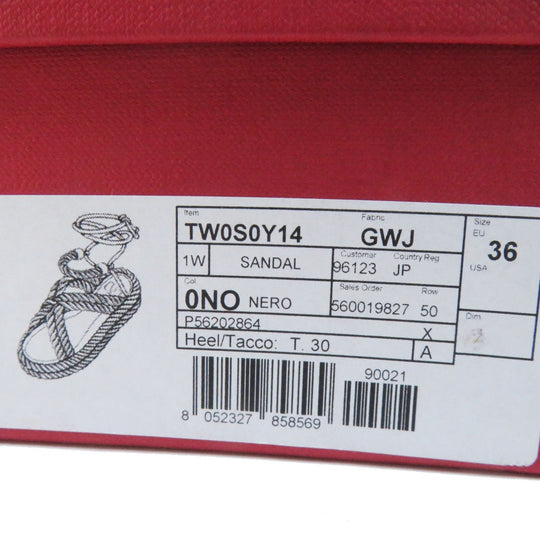 Item Fabric Size
TW0S0Y14 GWJ EU 36
1W SANDAL Customer 96123 Country Reg JP USA
Col Sales Order Row
0NO NERO 560019827 50 Dim
P56202864 X
Heel/Tacco: T. 30 A
90021
8 052327 858569